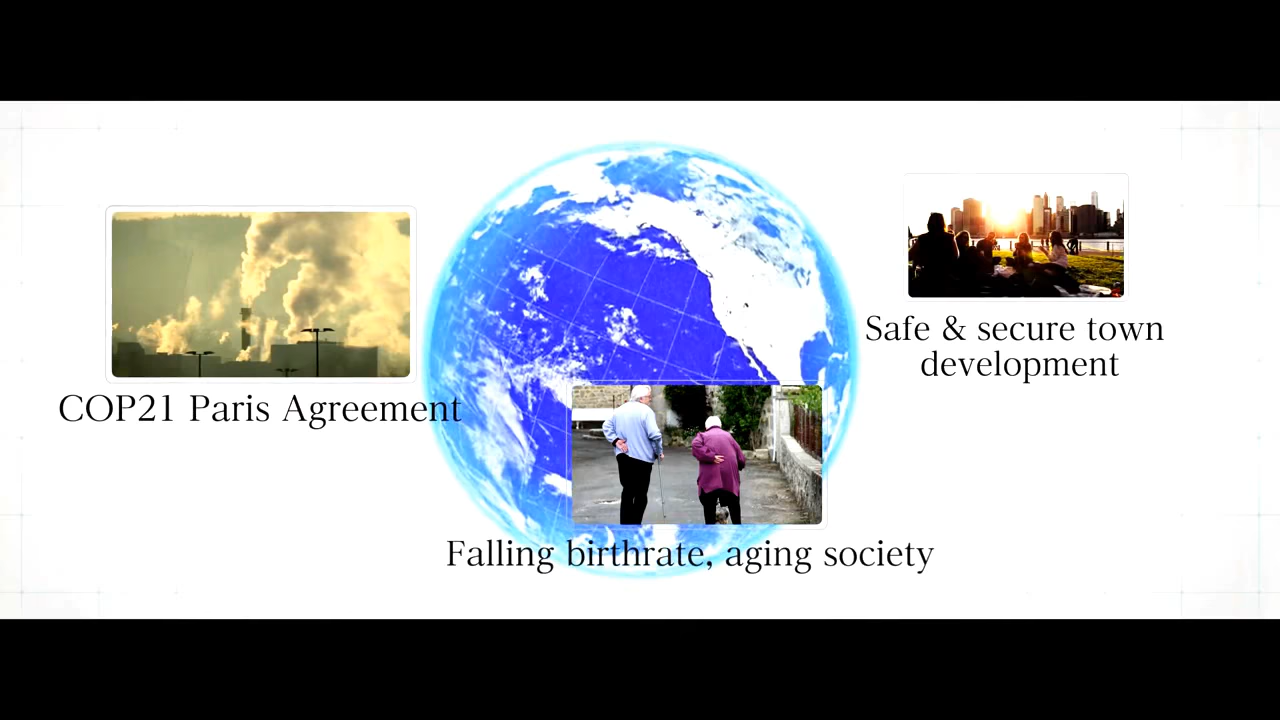 Safe & secure town
development
COP21 Paris Agreement
Falling birthrate, aging society